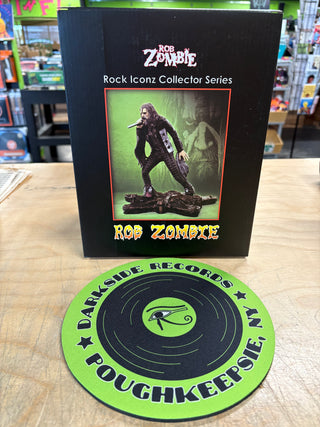 ROB
ZOMBIE
Rock Iconz Collector Series
ROB ZOMBIE
★ DARKSIDE RECORDS ★
POUGHKEEPSIE, NY